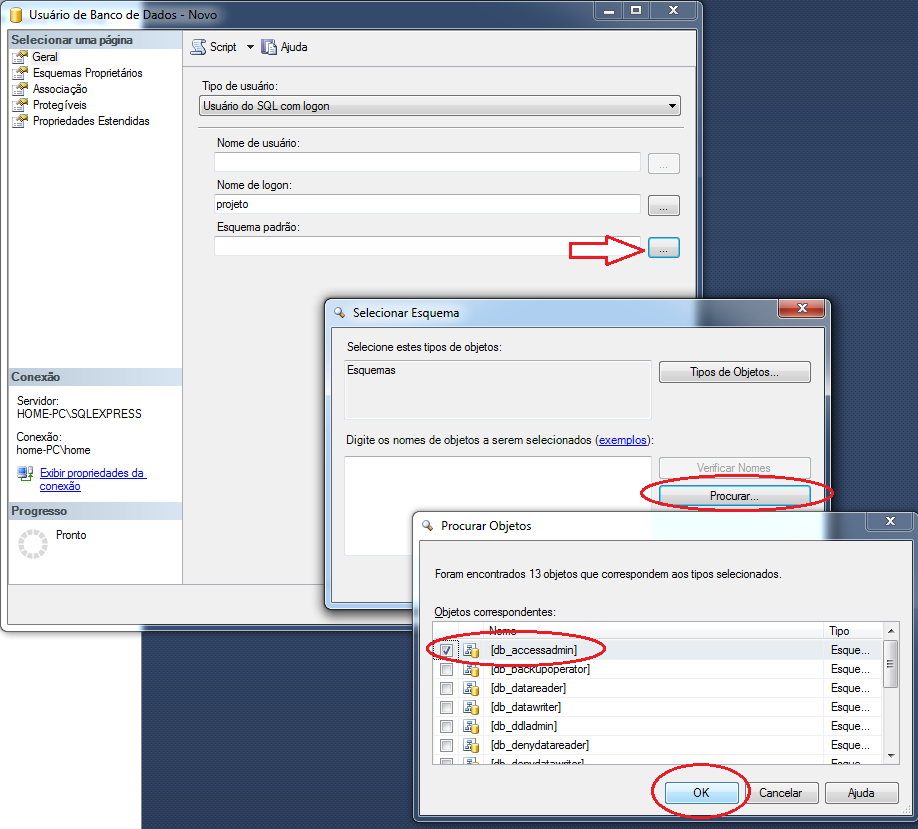 Usuário de Banco de Dados - Novo
Selecionar uma página
Geral
Esquemas Proprietários
Associação
Protegíveis
Propriedades Estendidas
Script
Ajuda
Tipo de usuário:
Usuário do SQL com logon
Nome de usuário:
...
Nome de logon:
projeto
...
Esquema padrão:
...
Conexão
Servidor:
HOME-PC\SQLEXPRESS
Conexão:
home-PC\home
Exibir propriedades da
conexão
Progresso
Pronto
Selecionar Esquema
Selecione estes tipos de objetos:
Esquemas
Tipos de Objetos...
Digite os nomes de objetos a serem selecionados (exemplos):
Verificar Nomes
Procurar...
Procurar Objetos
Foram encontrados 13 objetos que correspondem aos tipos selecionados.
Objetos correspondentes:
Nome Tipo
[db_accessadmin] Esque...
[db_backupoperator] Esque...
[db_datareader] Esque...
[db_datawriter] Esque...
[db_ddladmin] Esque...
[db_denydatareader] Esque...
[db_denydatawriter] Esque...
OK
Cancelar
Ajuda